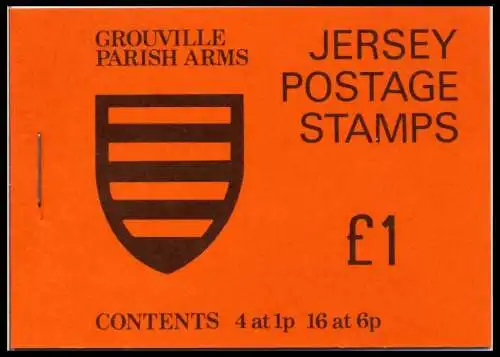 GROUVILLE
PARISH ARMS
JERSEY
POSTAGE
STAMPS
£1
CONTENTS 4 at 1p 16 at 6p